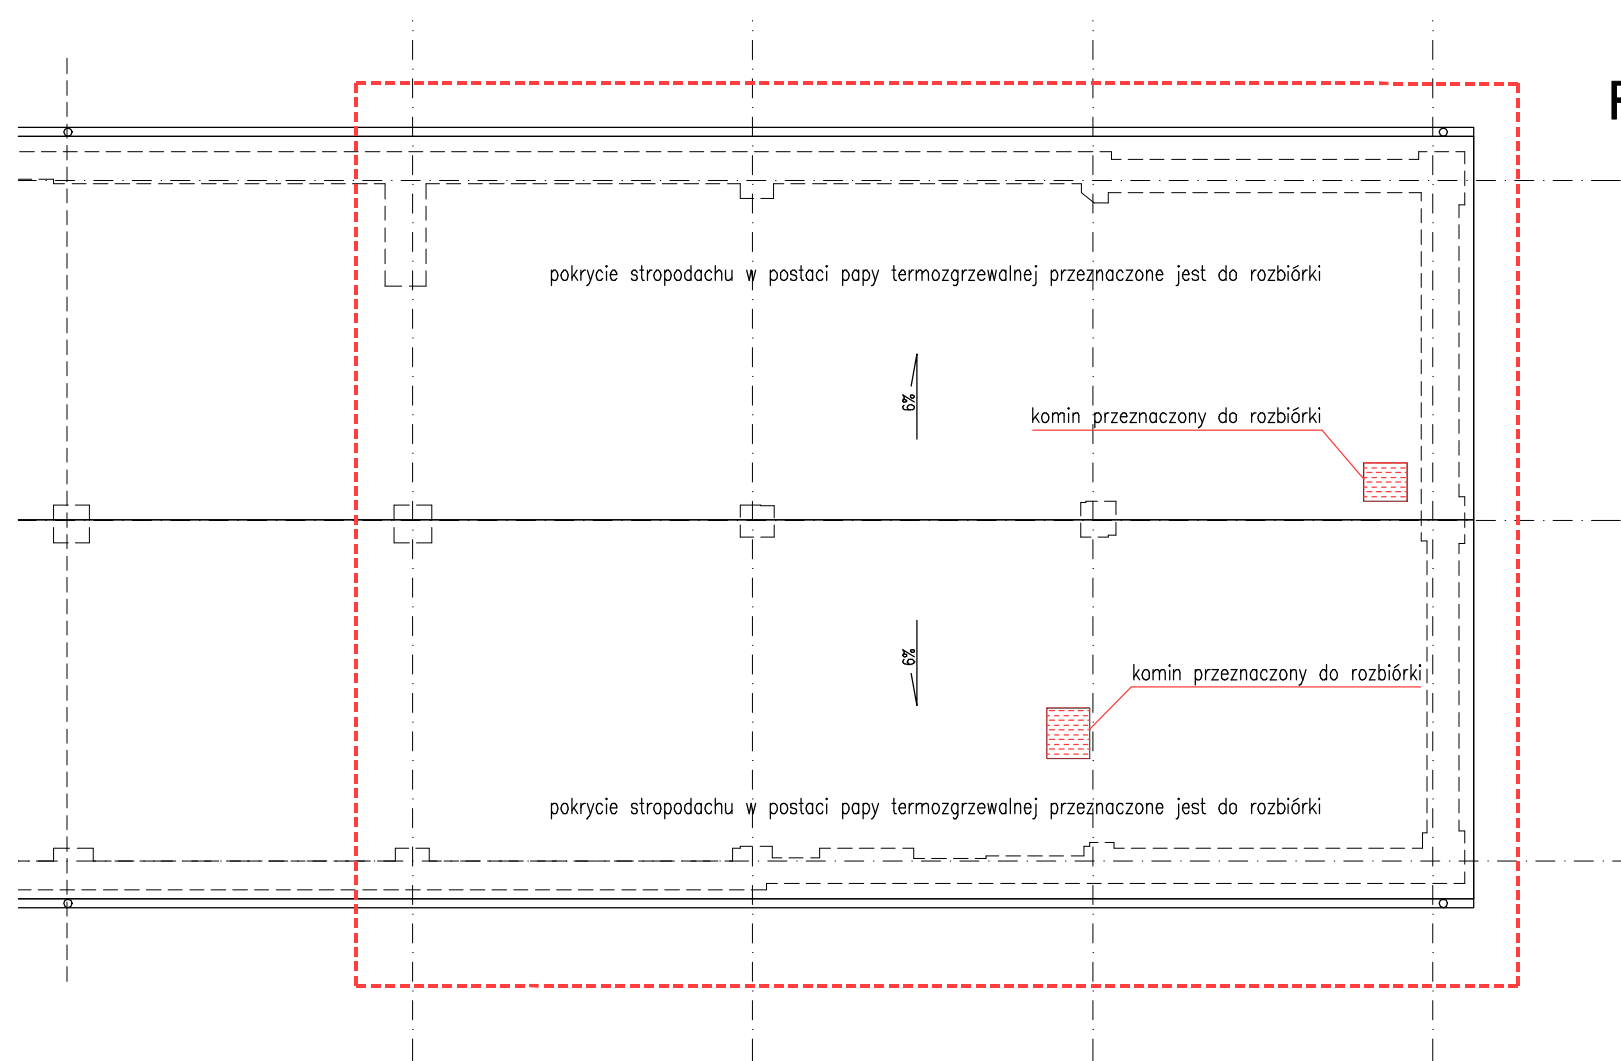 pokrycie stropodachu w postaci papy termozgrzewalnej przeznaczone jest do rozbiórki
6%
komin przeznaczony do rozbiórki
6%
komin przeznaczony do rozbiórki
pokrycie stropodachu w postaci papy termozgrzewalnej przeznaczone jest do rozbiórki